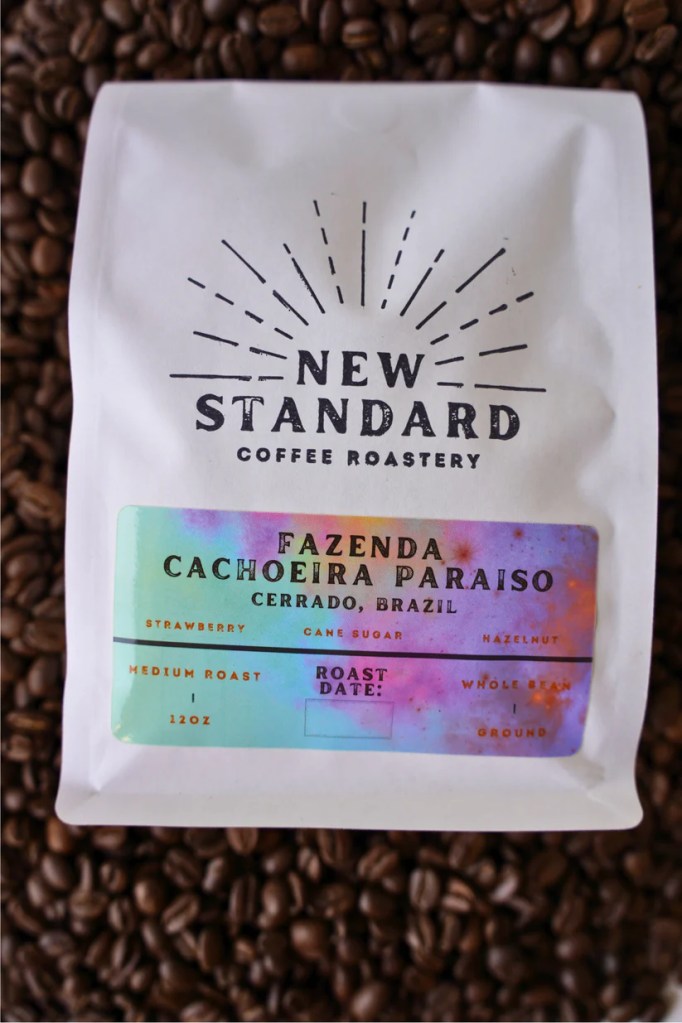 NEW
STANDARD
COFFEE ROASTERY
FAZENDA
CACHOEIRA PARAISO
CERRADO, BRAZIL
STRAWBERRY CANE SUGAR HAZELNUT
MEDIUM ROAST
|
12OZ
ROAST
DATE:
WHOLE BEAN
|
GROUND